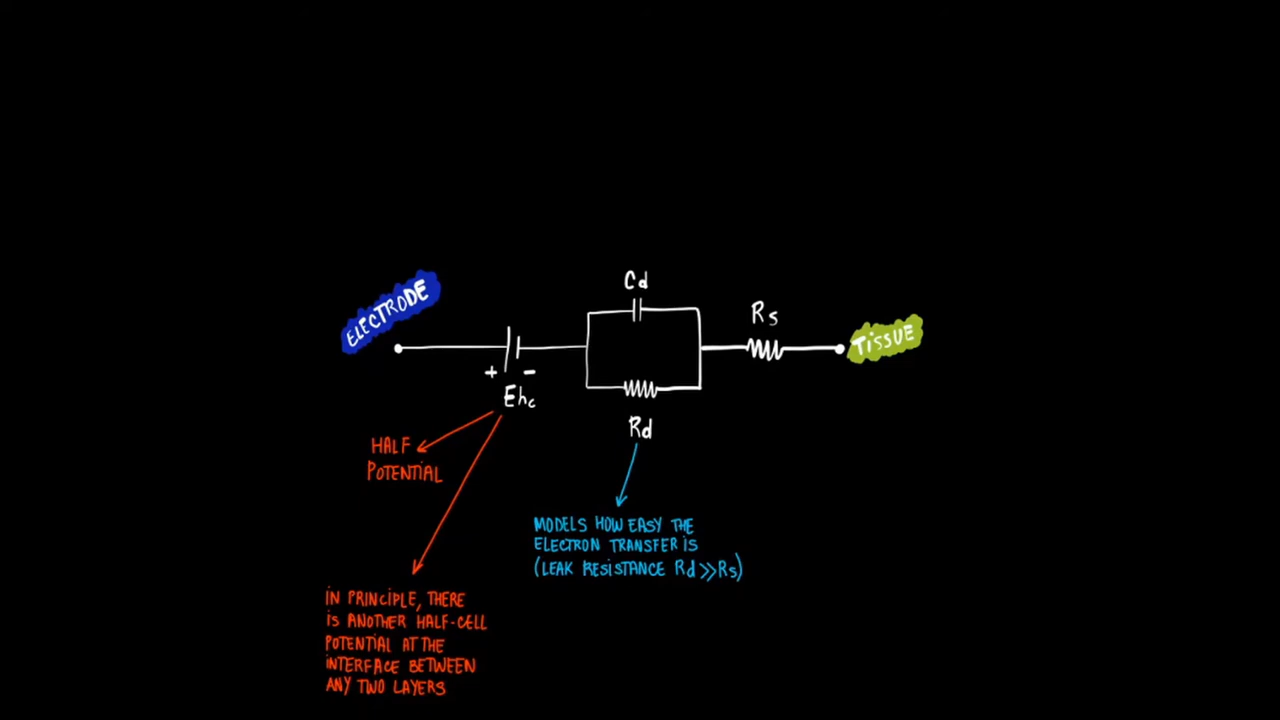 ELECTRODE
Cd
Rs
TISSUE
+ -
Ehc
Rd
HALF
POTENTIAL
MODELS HOW EASY THE
ELECTRON TRANSFER IS
(LEAK RESISTANCE Rd >> Rs)
IN PRINCIPLE, THERE
IS ANOTHER HALF-CELL
POTENTIAL AT THE
INTERFACE BETWEEN
ANY TWO LAYERS